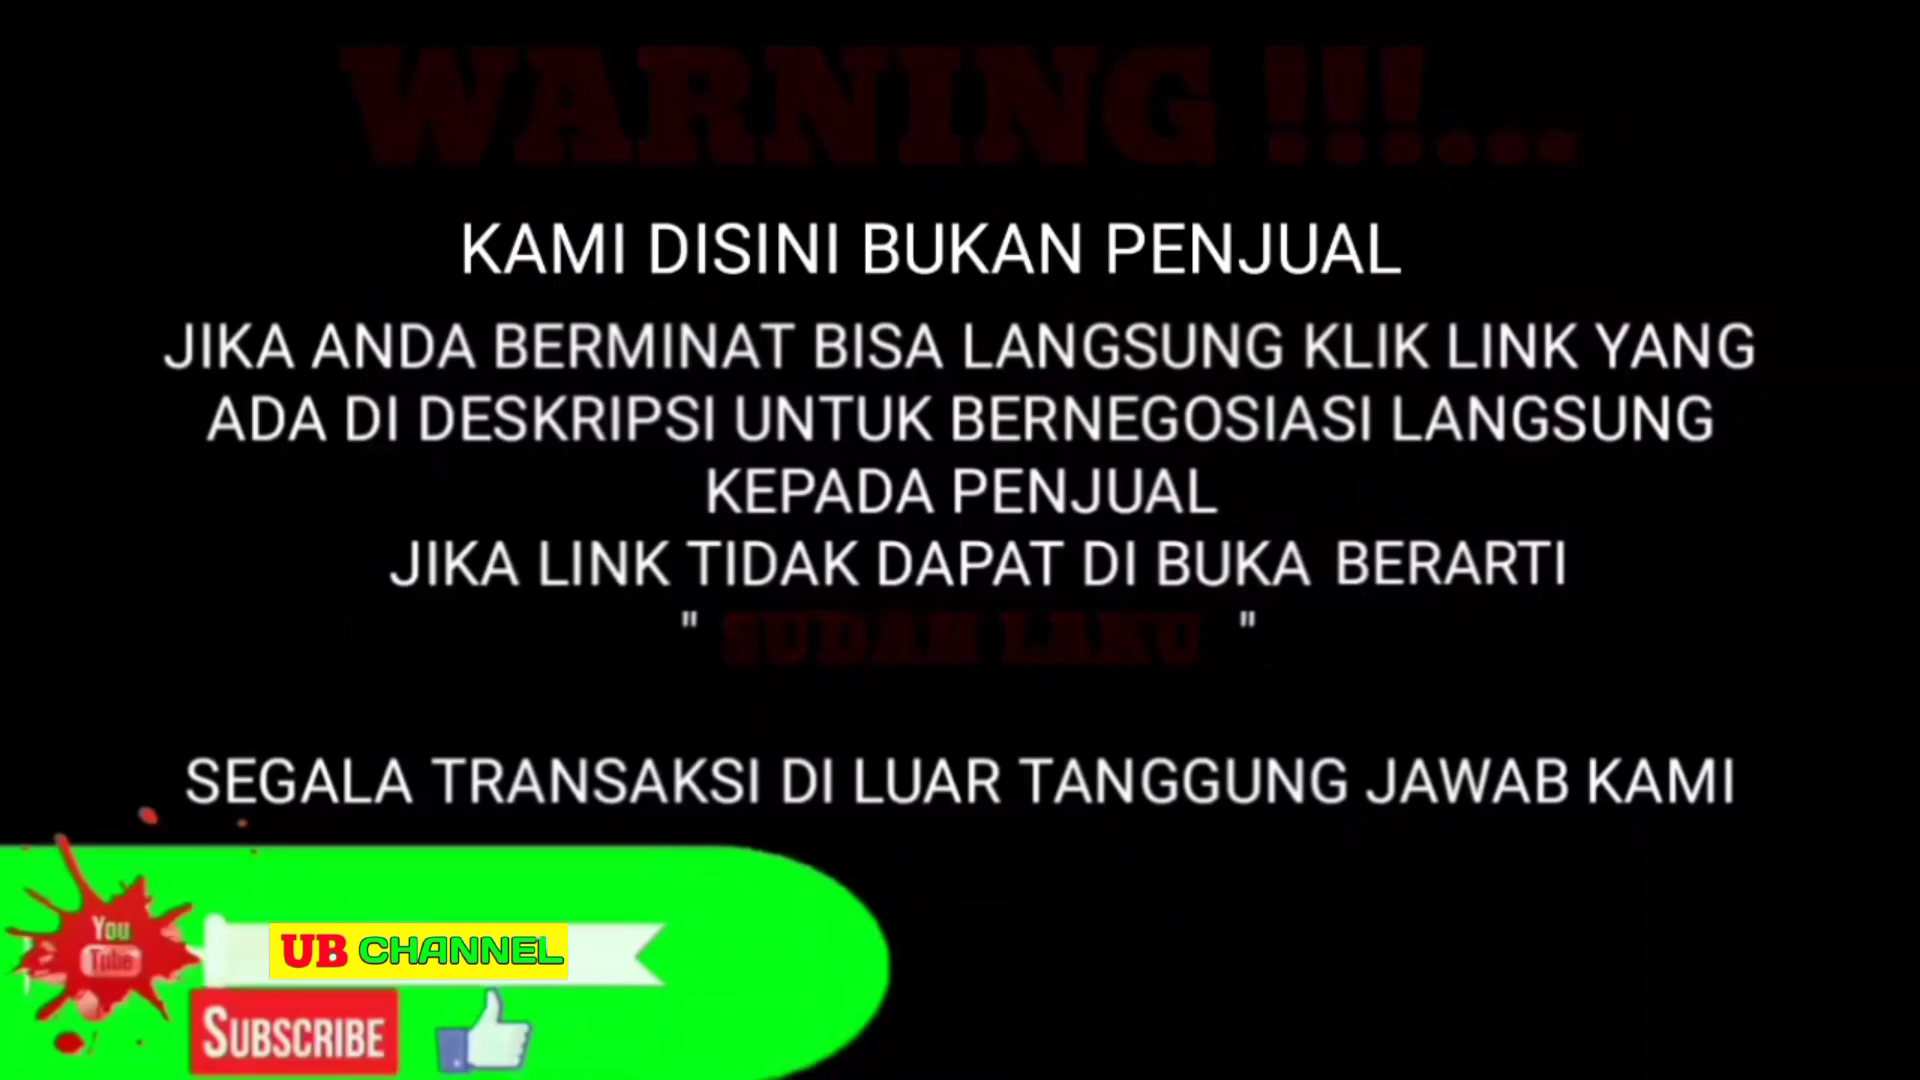 WARNING !!!...
KAMI DISINI BUKAN PENJUAL
JIKA ANDA BERMINAT BISA LANGSUNG KLIK LINK YANG
ADA DI DESKRIPSI UNTUK BERNEGOSIASI LANGSUNG
KEPADA PENJUAL
JIKA LINK TIDAK DAPAT DI BUKA BERARTI
" SUDAH LAKU "
SEGALA TRANSAKSI DI LUAR TANGGUNG JAWAB KAMI
You
Tube
UB CHANNEL
SUBSCRIBE